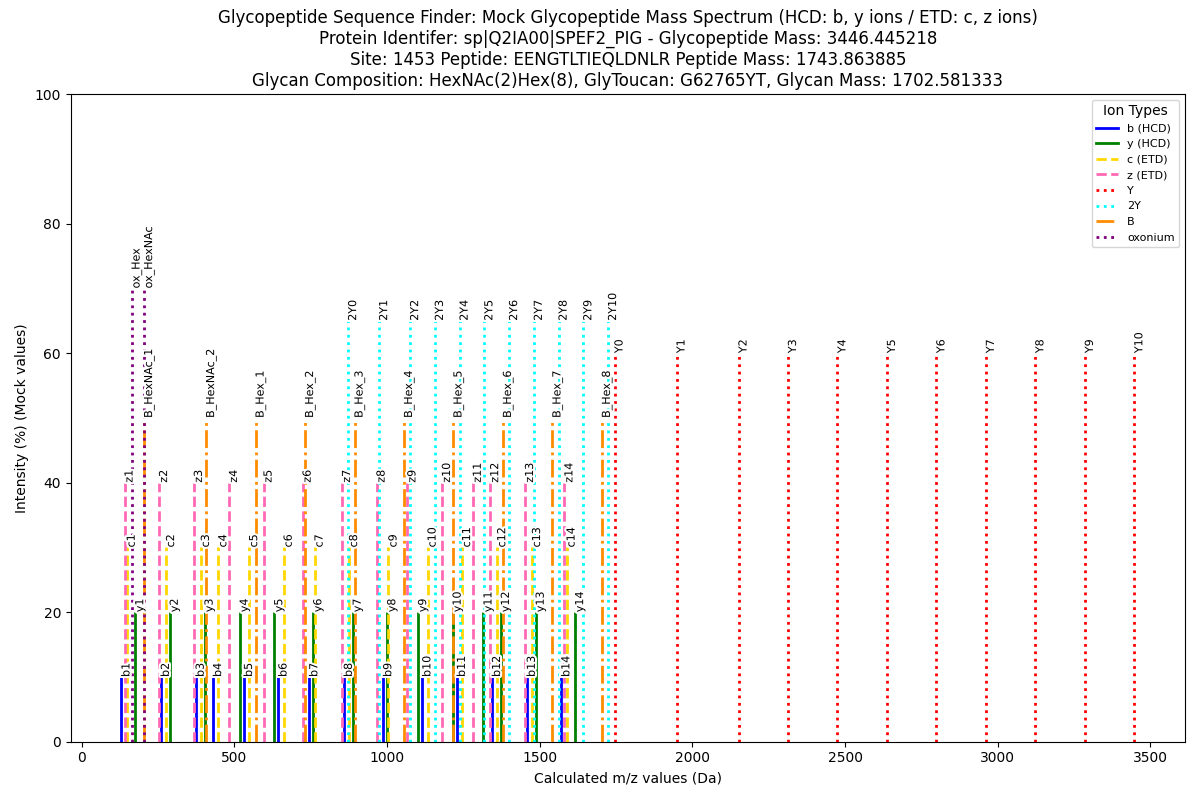 Glycopeptide Sequence Finder: Mock Glycopeptide Mass Spectrum (HCD: b, y ions / ETD: c, z ions)
Protein Identifer: sp|Q2IA00|SPEF2_PIG - Glycopeptide Mass: 3446.445218
Site: 1453 Peptide: EENGTLTIEQLDNLR Peptide Mass: 1743.863885
Glycan Composition: HexNAc(2)Hex(8), GlyToucan: G62765YT, Glycan Mass: 1702.581333
Intensity (%) (Mock values)
100
80
60
40
20
0
Ion Types
b (HCD)
y (HCD)
c (ETD)
z (ETD)
Y
2Y
B
oxonium
ox_Hex
ox_HexNAc
2Y0
2Y1
2Y2
2Y3
2Y4
2Y5
2Y6
2Y7
2Y8
2Y9
2Y10
Y0
Y1
Y2
Y3
Y4
Y5
Y6
Y7
Y8
Y9
Y10
B_HexNAc_1
B_HexNAc_2
B_Hex_1
B_Hex_2
B_Hex_3
B_Hex_4
B_Hex_5
B_Hex_6
B_Hex_7
B_Hex_8
z1
z2
z3
z4
z5
z6
z7
z8
z9
z10
z11
z12
z13
z14
c1
c2
c3
c4
c5
c6
c7
c8
c9
c10
c11
c12
c13
c14
y1
y2
y3
y4
y5
y6
y7
y8
y9
y10
y11
y12
y13
y14
b1
b2
b3
b4
b5
b6
b7
b8
b9
b10
b11
b12
b13
b14
0
500
1000
1500
2000
2500
3000
3500
Calculated m/z values (Da)